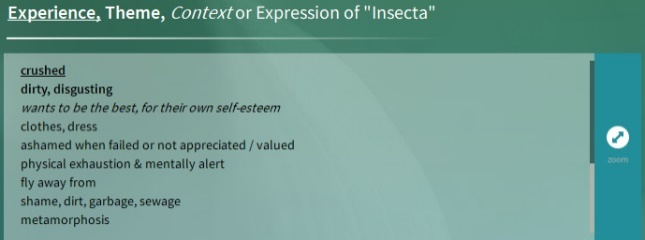 Experience, Theme, Context or Expression of "Insecta"
crushed
dirty, disgusting
wants to be the best, for their own self-esteem
clothes, dress
ashamed when failed or not appreciated / valued
physical exhaustion & mentally alert
fly away from
shame, dirt, garbage, sewage
metamorphosis
zoom